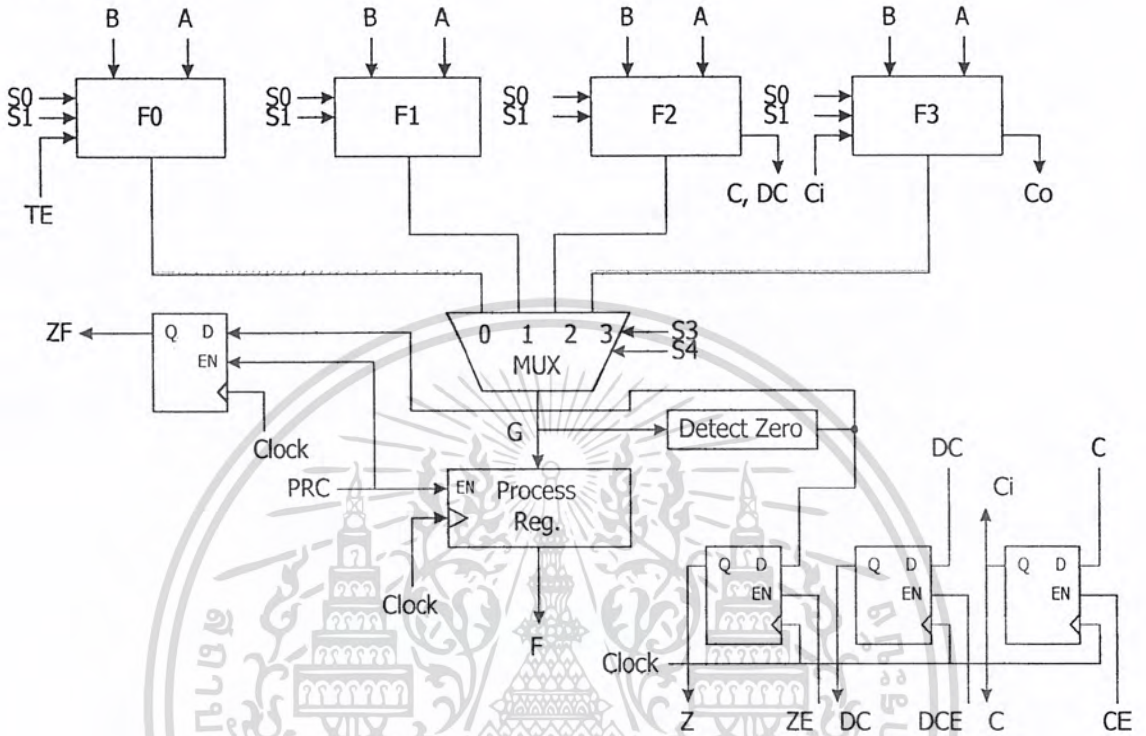 B A B A B A B A
S0 S0 S0 S0
S1 F0 S1 F1 S1 F2 S1 F3
TE C, DC Ci Co
ZF Q D 0 1 2 3 S3
EN MUX S4
Clock G Detect Zero
PRC EN Process DC C
Reg. Ci
Clock Q D Q D Q D
F EN EN EN
Clock
Z ZE DC DCE C CE